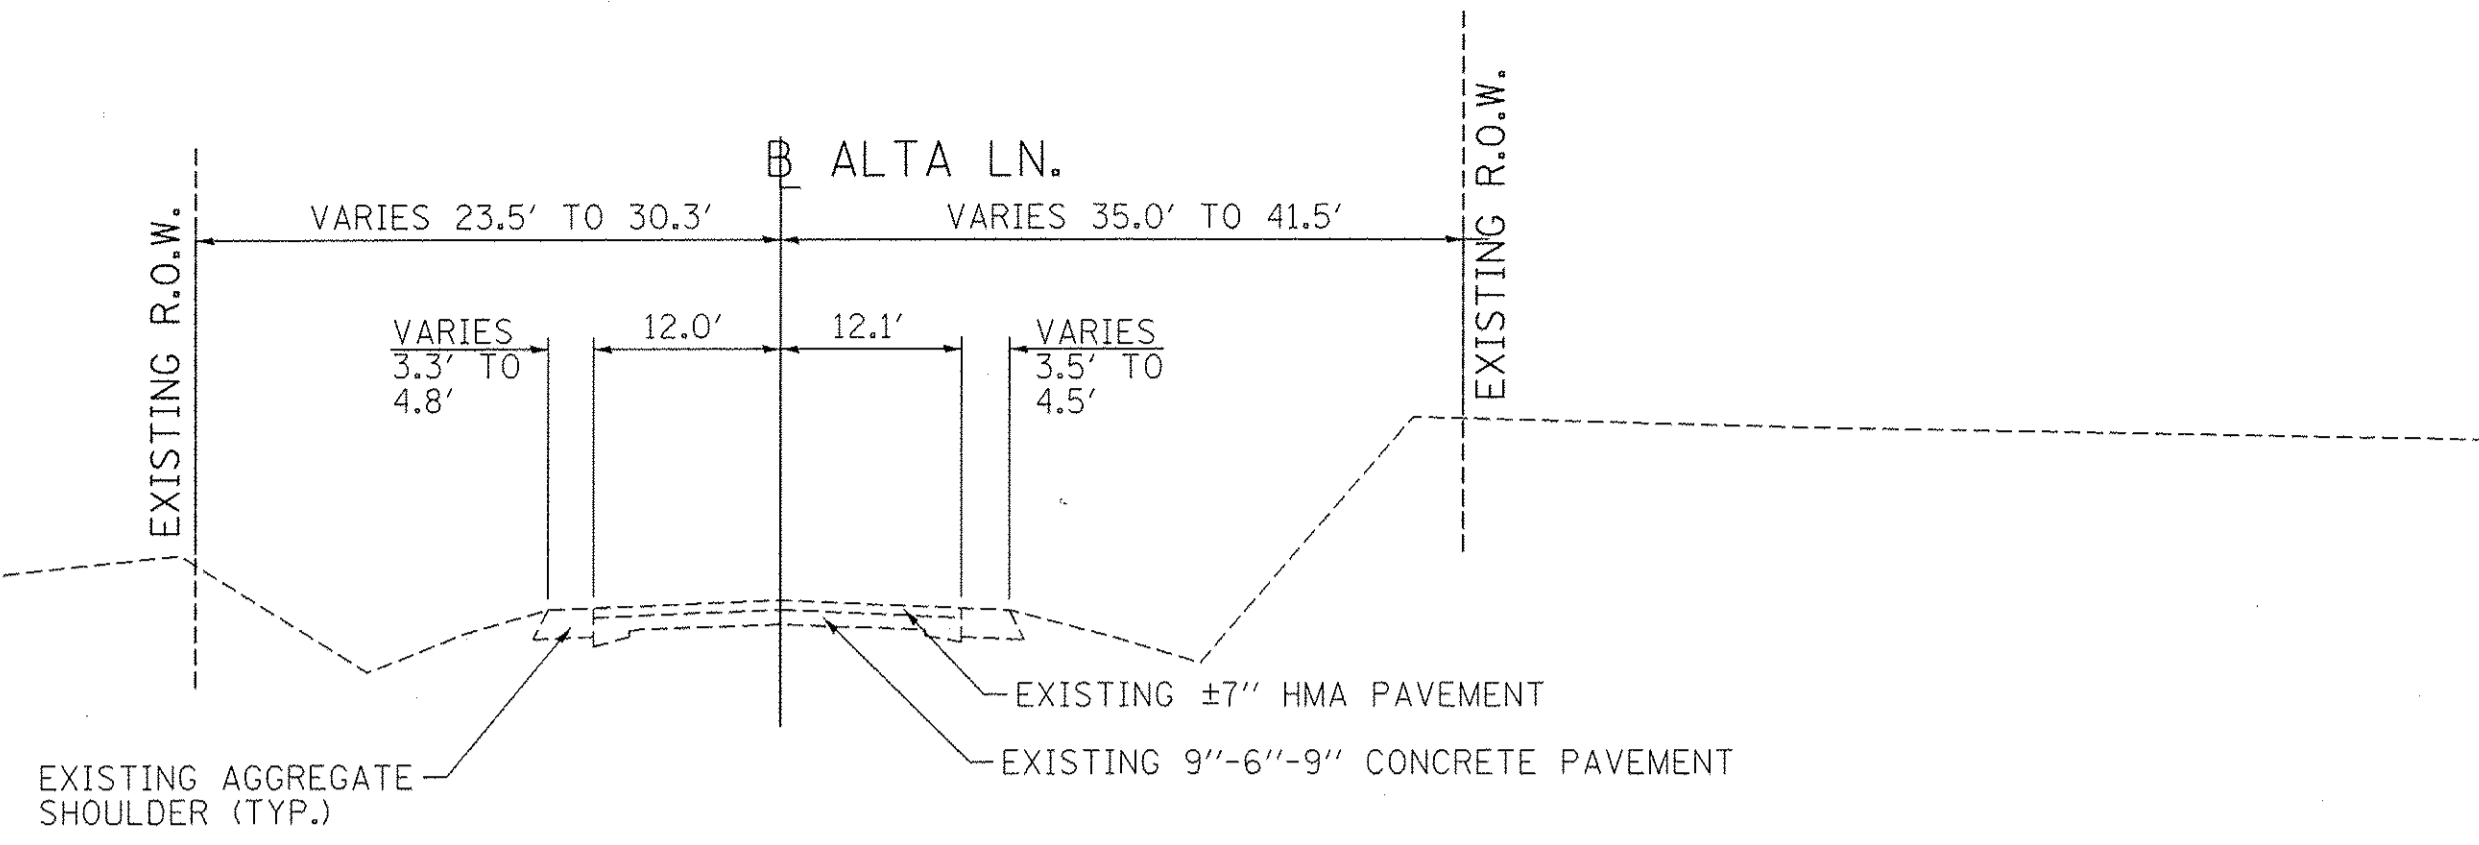 B ALTA LN.
VARIES 23.5' TO 30.3'
VARIES 35.0' TO 41.5'
EXISTING R.O.W.
EXISTING R.O.W.
VARIES
3.3' TO
4.8'
12.0'
12.1'
VARIES
3.5' TO
4.5'
EXISTING ±7" HMA PAVEMENT
EXISTING 9"-6"-9" CONCRETE PAVEMENT
EXISTING AGGREGATE
SHOULDER (TYP.)